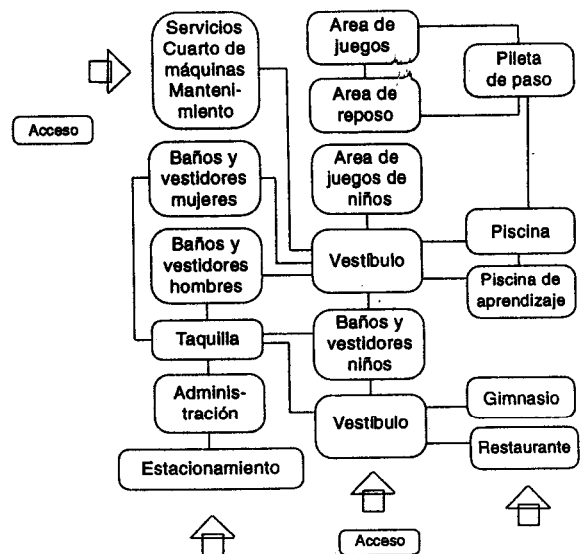 Servicios
Cuarto de
máquinas
Manteni-
miento
Area de
juegos
Pileta
de paso
Area de
reposo
Acceso
Baños y
vestidores
mujeres
Area de
juegos de
niños
Baños y
vestidores
hombres
Vestíbulo
Piscina
Piscina de
aprendizaje
Taquilla
Baños y
vestidores
niños
Adminis-
tración
Vestíbulo
Gimnasio
Restaurante
Estacionamiento
Acceso